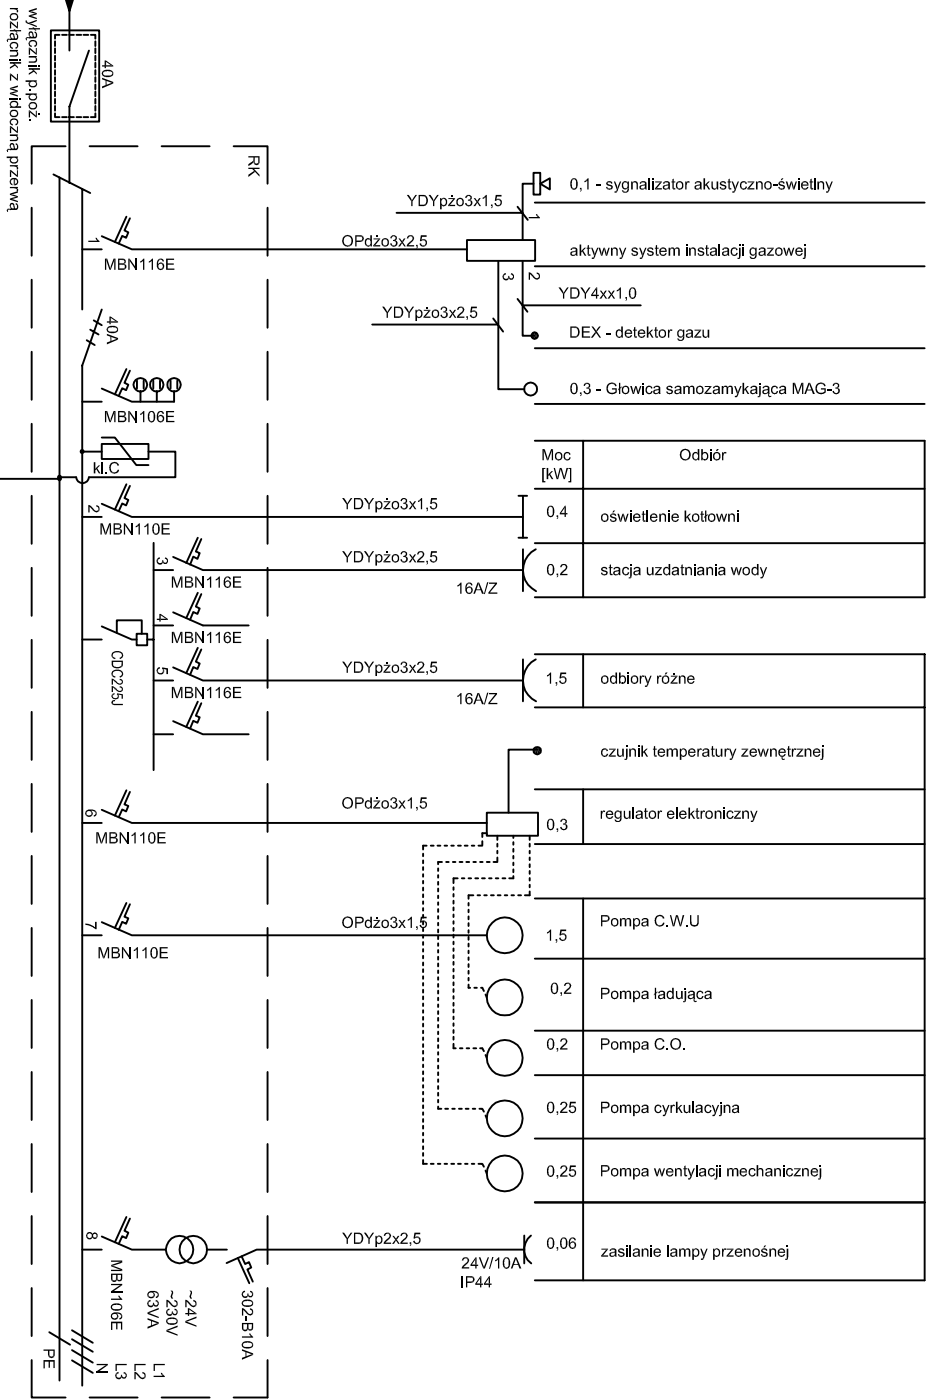 wyłącznik p.poż.
rozłącnik z widoczną przerwą
40A
RK
0,1 - sygnalizator akustyczno-świetlny
YDYpżo3x1,5
1
1
OPdżo3x2,5
aktywny system instalacji gazowej
MBN116E
3
2
YDY4xx1,0
YDYpżo3x2,5
40A
DEX - detektor gazu
0,3 - Głowica samozamykająca MAG-3
MBN106E
Moc
[kW]
Odbiór
kl.C
2
YDYpżo3x1,5
0,4
oświetlenie kotłowni
MBN110E
3
YDYpżo3x2,5
0,2
stacja uzdatniania wody
MBN116E
16A/Z
4
MBN116E
CDC225J
5
YDYpżo3x2,5
1,5
odbiory różne
MBN116E
16A/Z
czujnik temperatury zewnętrznej
6
OPdżo3x1,5
0,3
regulator elektroniczny
MBN110E
7
OPdżo3x1,5
1,5
Pompa C.W.U
MBN110E
0,2
Pompa ładująca
0,2
Pompa C.O.
0,25
Pompa cyrkulacyjna
0,25
Pompa wentylacji mechanicznej
8
YDYp2x2,5
0,06
zasilanie lampy przenośnej
24V/10A
IP44
MBN106E
~24V
~230V
63VA
302-B10A
L1
L2
L3
N
PE